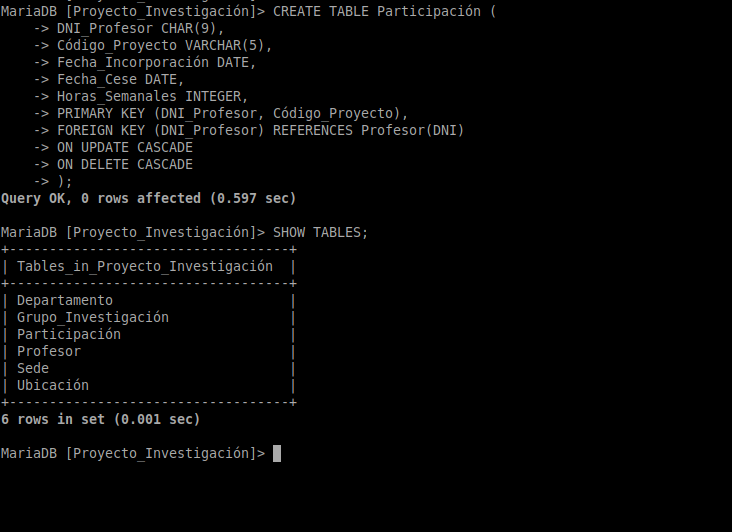 MariaDB [Proyecto_Investigación]> CREATE TABLE Participación (
    -> DNI_Profesor CHAR(9),
    -> Código_Proyecto VARCHAR(5),
    -> Fecha_Incorporación DATE,
    -> Fecha_Cese DATE,
    -> Horas_Semanales INTEGER,
    -> PRIMARY KEY (DNI_Profesor, Código_Proyecto),
    -> FOREIGN KEY (DNI_Profesor) REFERENCES Profesor(DNI)
    -> ON UPDATE CASCADE
    -> ON DELETE CASCADE
    -> );
Query OK, 0 rows affected (0.597 sec)

MariaDB [Proyecto_Investigación]> SHOW TABLES;
+-----------------------------------+
| Tables_in_Proyecto_Investigación  |
+-----------------------------------+
| Departamento                      |
| Grupo_Investigación               |
| Participación                     |
| Profesor                          |
| Sede                              |
| Ubicación                         |
+-----------------------------------+
6 rows in set (0.001 sec)

MariaDB [Proyecto_Investigación]>